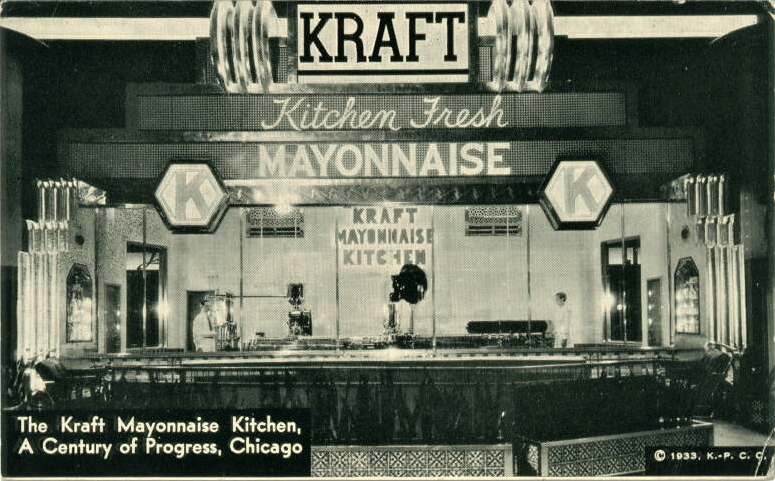 KRAFT
Kitchen Fresh
MAYONNAISE
K K
KRAFT
MAYONNAISE
KITCHEN
The Kraft Mayonnaise Kitchen,
A Century of Progress, Chicago
© 1933, K.-P. C. C.